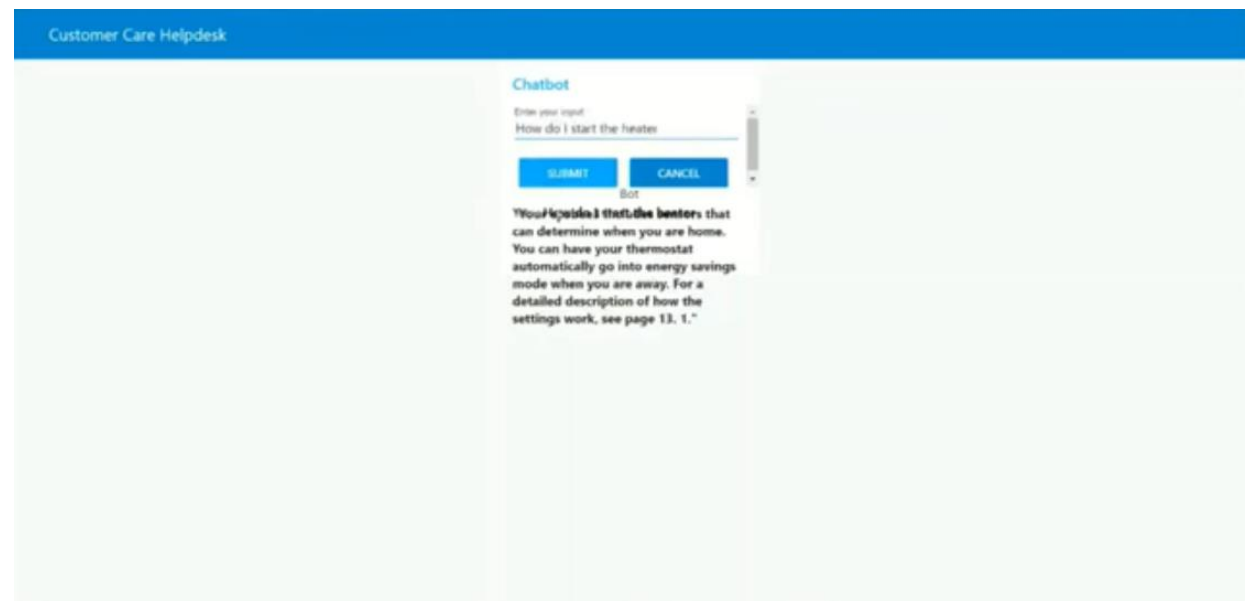 Customer Care Helpdesk
Chatbot
Enter your input
How do I start the heater
SUBMIT
CANCEL
Bot
that
can determine when you are home.
You can have your thermostat
automatically go into energy savings
mode when you are away. For a
detailed description of how the
settings work, see page 13. 1."